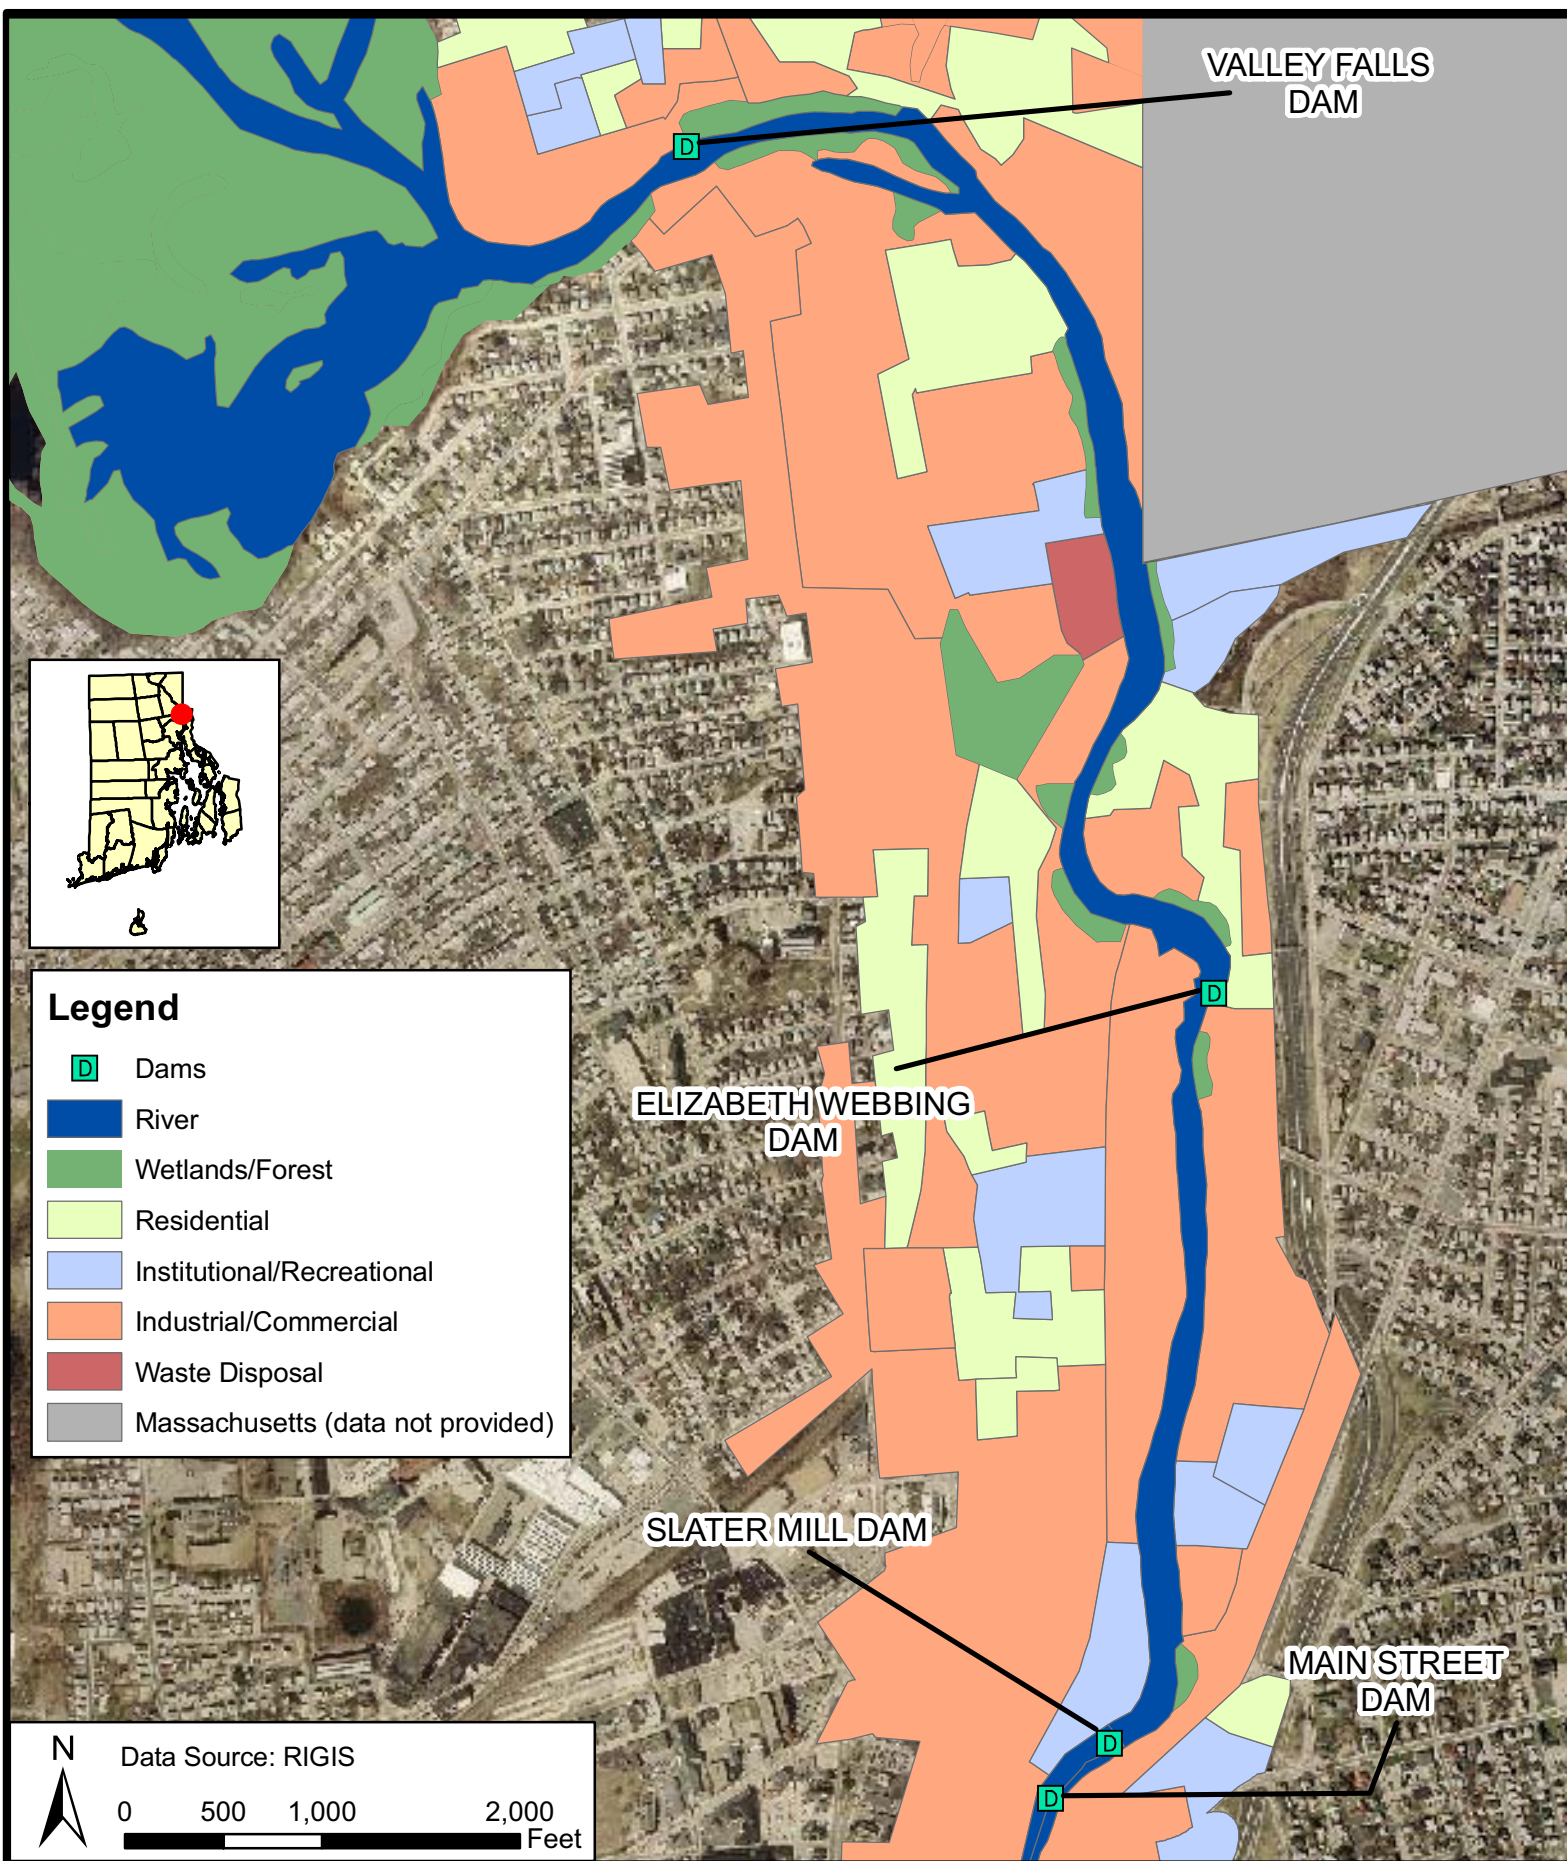 VALLEY FALLS
DAM
D
D
ELIZABETH WEBBING
DAM
Legend
D Dams
River
Wetlands/Forest
Residential
Institutional/Recreational
Industrial/Commercial
Waste Disposal
Massachusetts (data not provided)
SLATER MILL DAM
MAIN STREET
DAM
D
D
N
Data Source: RIGIS
0 500 1,000 2,000
Feet